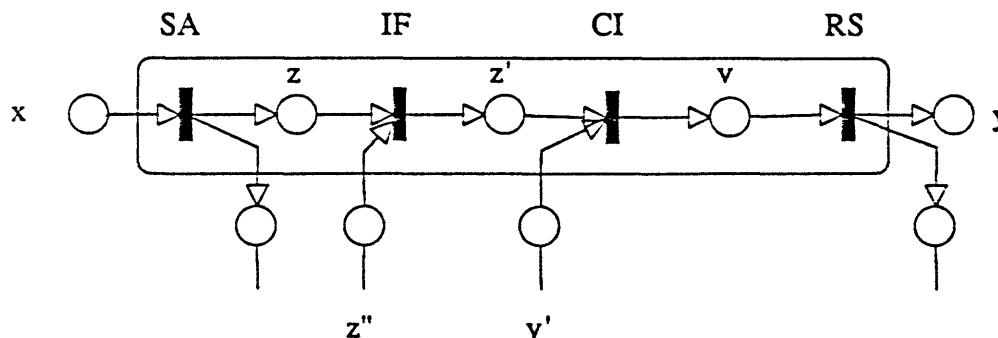 SA IF CI RS
z z' v
x y
z" v'